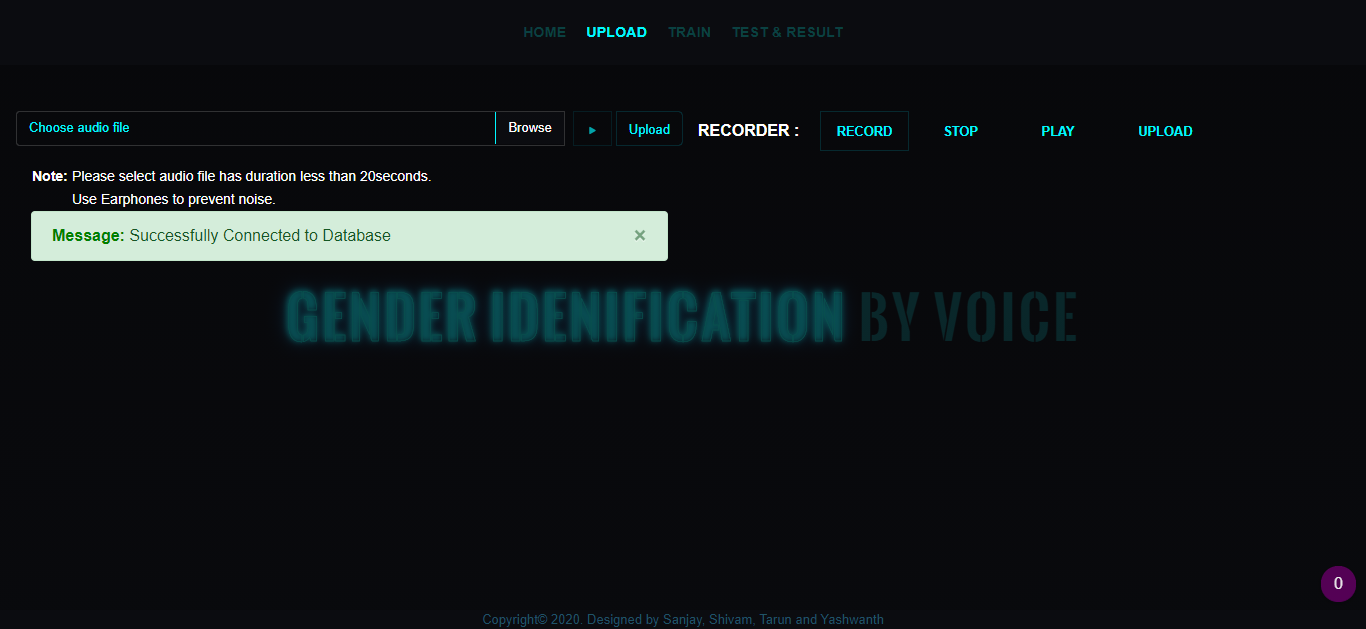 HOME UPLOAD TRAIN TEST & RESULT
Choose audio file Browse ▸ Upload RECORDER : RECORD STOP PLAY UPLOAD
Note: Please select audio file has duration less than 20seconds.
Use Earphones to prevent noise.
Message: Successfully Connected to Database ×
GENDER IDENIFICATION BY VOICE
0
Copyright© 2020. Designed by Sanjay, Shivam, Tarun and Yashwanth